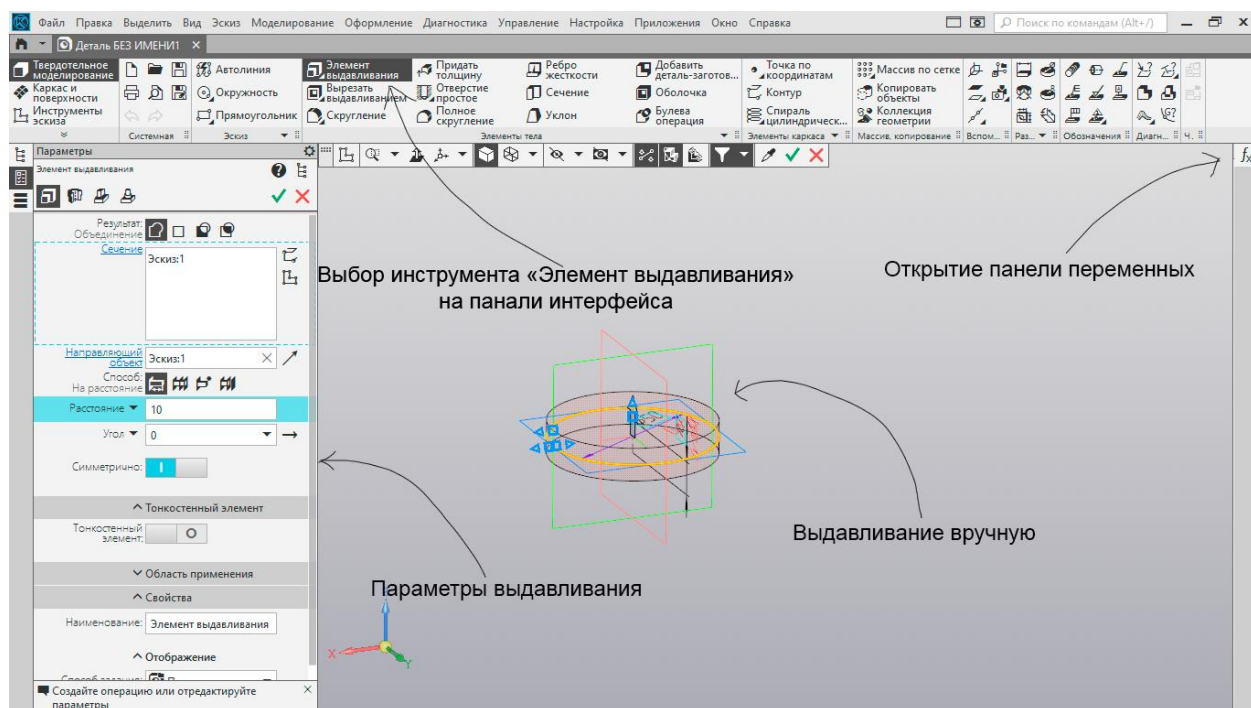 Файл Правка Выделить Вид Эскиз Моделирование Оформление Диагностика Управление Настройка Приложения Окно Справка
Поиск по командам (Alt+/)
Деталь БЕЗ ИМЕНИ1
Твердотельное моделирование
Каркас и поверхности
Инструменты эскиза
Системная
Автолиния
Окружность
Прямоугольник
Эскиз
Элемент выдавливания
Вырезать выдавливанием
Скругление
Придать толщину
Отверстие простое
Полное скругление
Ребро жесткости
Сечение
Уклон
Добавить деталь-заготов...
Оболочка
Булева операция
Элементы тела
Точка по координатам
Контур
Спираль цилиндрическ...
Элементы каркаса
Массив по сетке
Копировать объекты
Коллекция геометрии
Массив, копирование
Вспом...
Раз...
Обозначения
Диагн...
Ч.
Параметры
Элемент выдавливания
Результат:
Объединение
Сечение
Эскиз:1
Направляющий объект
Эскиз:1
Способ:
На расстояние
Расстояние
10
Угол
0
Симметрично:
Тонкостенный элемент
Тонкостенный элемент:
Область применения
Свойства
Наименование:
Элемент выдавливания
Отображение
Создайте операцию или отредактируйте
параметры
Выбор инструмента «Элемент выдавливания»
на панали интерфейса
Открытие панели переменных
Выдавливание вручную
Параметры выдавливания
X
Y
fx